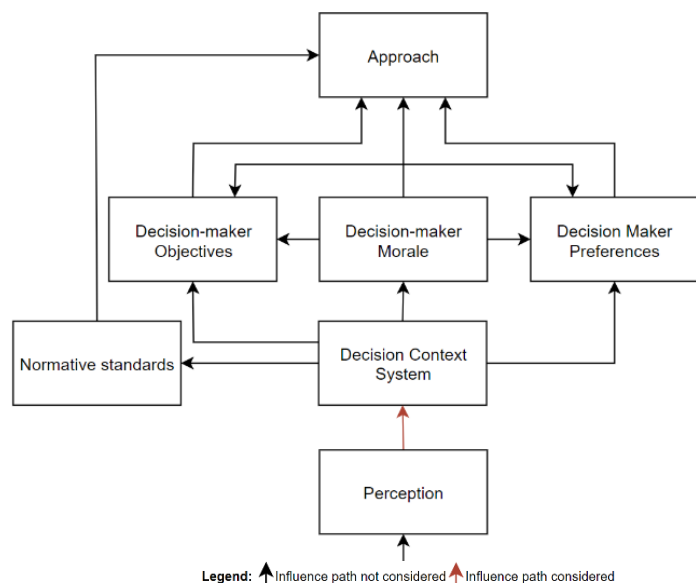 Approach
Decision-maker
Objectives
Decision-maker
Morale
Decision Maker
Preferences
Normative standards
Decision Context
System
Perception
Legend: Influence path not considered Influence path considered